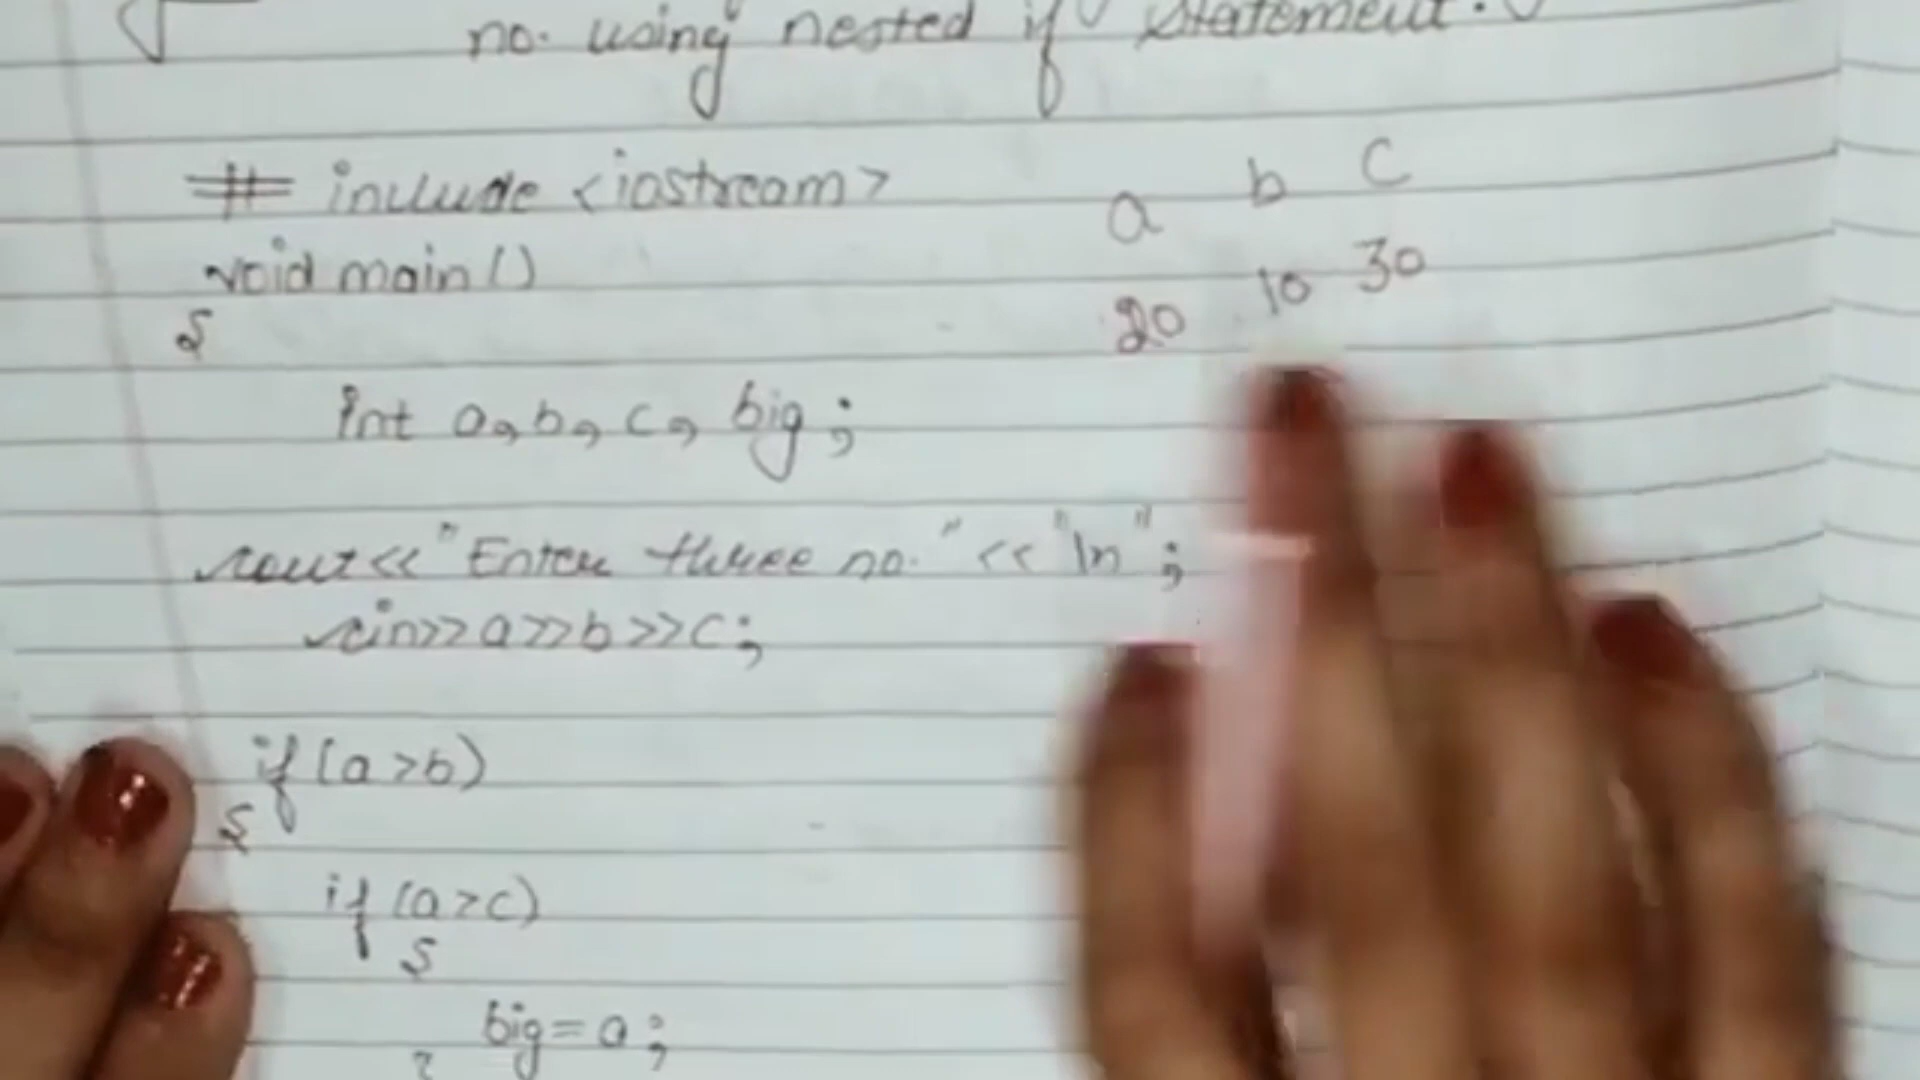 no. using nested if statement.
# include <iostream>
void main()
{
a b c
20 10 30
int a, b, c, big;
cout<< "Enter three no." << "\n";
cin>>a>>b>>c;
if (a>b)
{
if (a>c)
{
big = a;